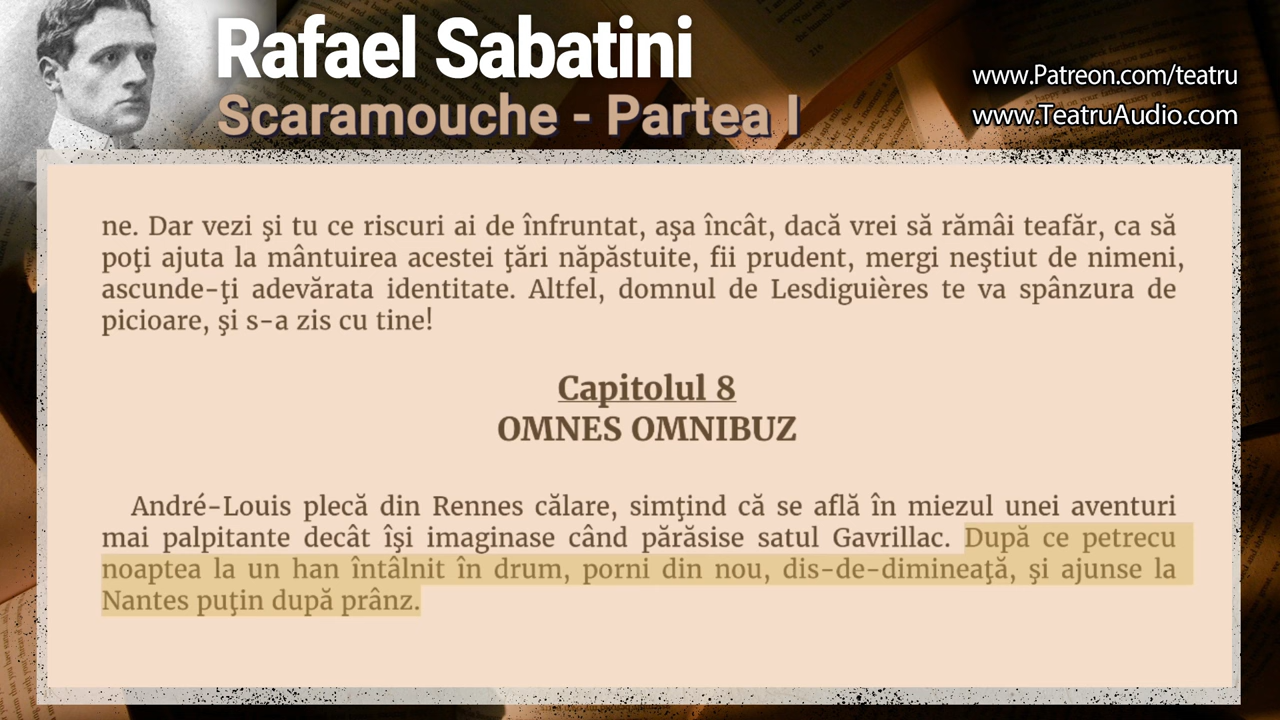 Rafael Sabatini
Scaramouche - Partea I
www.Patreon.com/teatru
www.TeatruAudio.com
ne. Dar vezi şi tu ce riscuri ai de înfruntat, aşa încât, dacă vrei să rămâi teafăr, ca să
poţi ajuta la mântuirea acestei ţări năpăstuite, fii prudent, mergi neştiut de nimeni,
ascunde-ţi adevărata identitate. Altfel, domnul de Lesdiguières te va spânzura de
picioare, şi s-a zis cu tine!
Capitolul 8
OMNES OMNIBUZ
André-Louis plecă din Rennes călare, simţind că se află în miezul unei aventuri
mai palpitante decât îşi imaginase când părăsise satul Gavrillac. După ce petrecu
noaptea la un han întâlnit în drum, porni din nou, dis-de-dimineaţă, şi ajunse la
Nantes puţin după prânz.